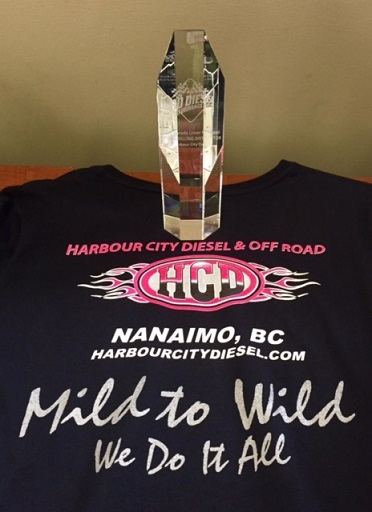 HARBOUR CITY DIESEL & OFF ROAD
HCD
NANAIMO, BC
HARBOURCITYDIESEL.COM
Mild to Wild
We Do It All